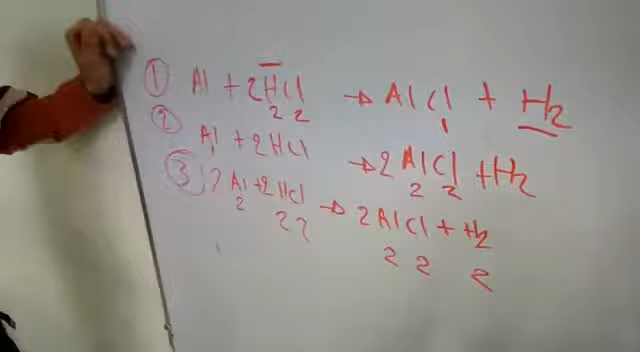 ① Al + 2HCl → AlCl + H₂
2 2 1
② Al + 2HCl → 2AlCl + H₂
2 2
③ 2Al + 2HCl → 2AlCl + H₂
2 2 2 2 2 2